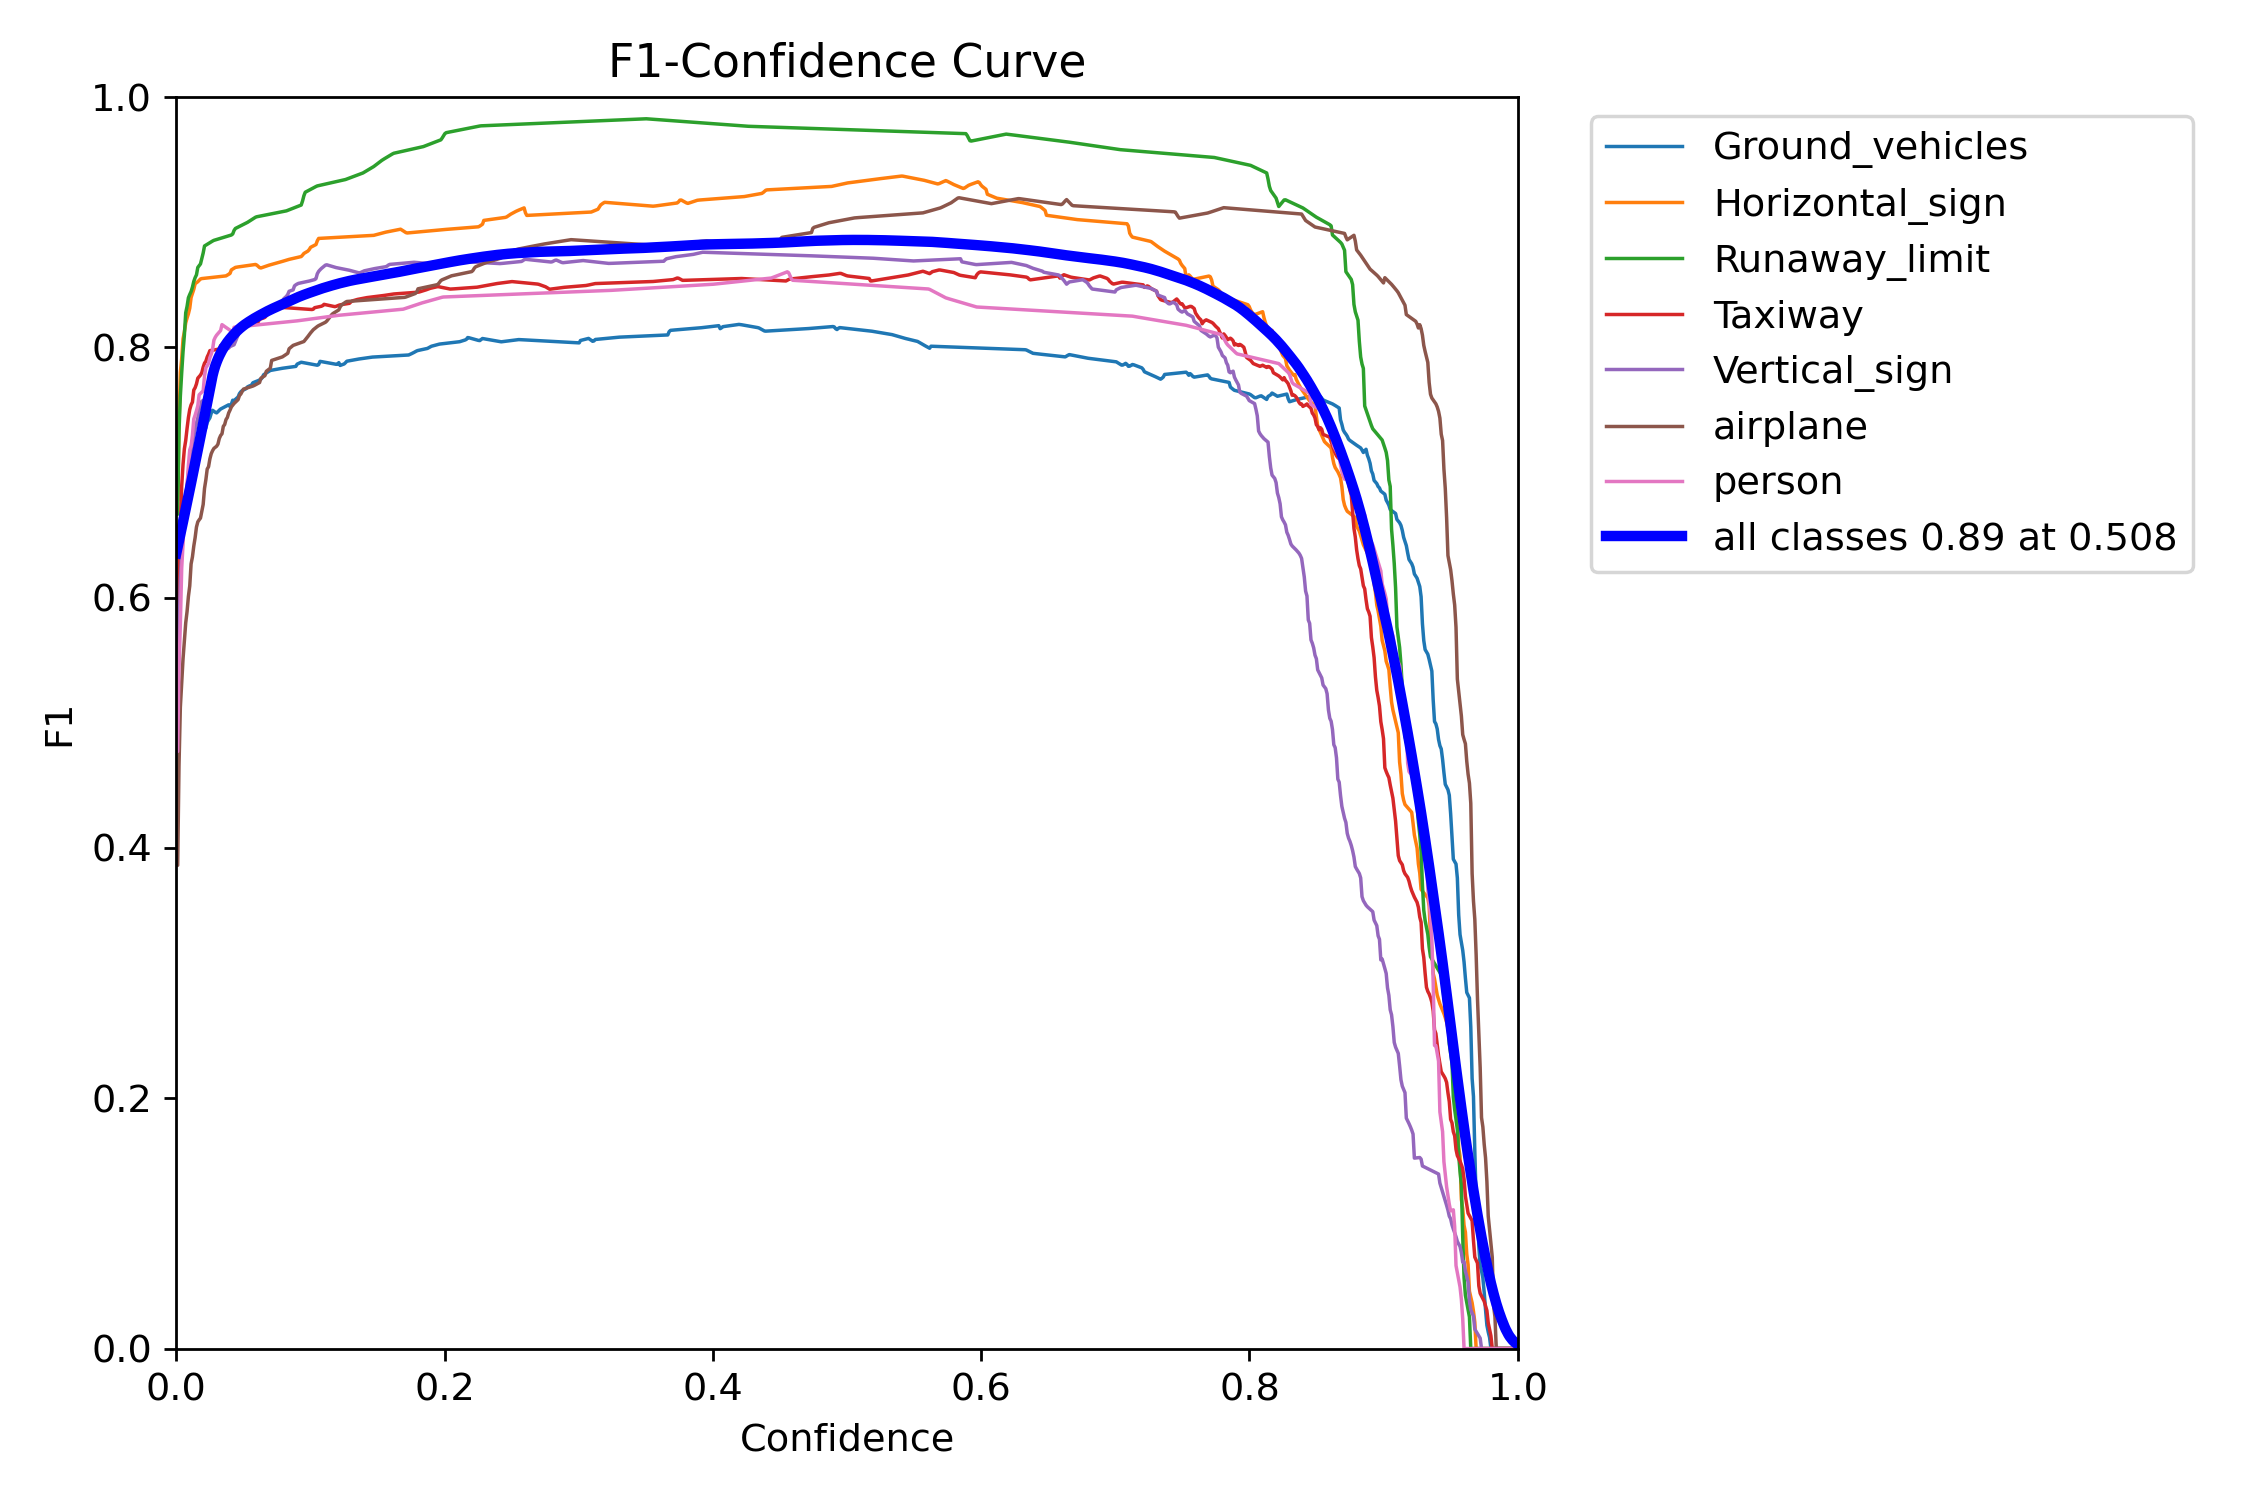 F1-Confidence Curve
1.0
0.8
0.6
0.4
0.2
0.0
F1
0.0 0.2 0.4 0.6 0.8 1.0
Confidence
Ground_vehicles
Horizontal_sign
Runaway_limit
Taxiway
Vertical_sign
airplane
person
all classes 0.89 at 0.508